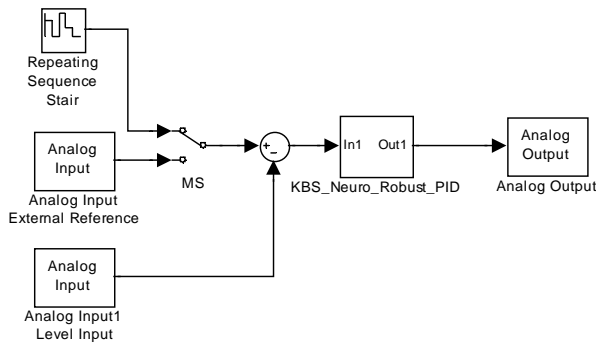 Repeating
Sequence
Stair
Analog
Input
Analog Input
External Reference
MS
+
−
In1 Out1
KBS_Neuro_Robust_PID
Analog
Output
Analog Output
Analog
Input
Analog Input1
Level Input